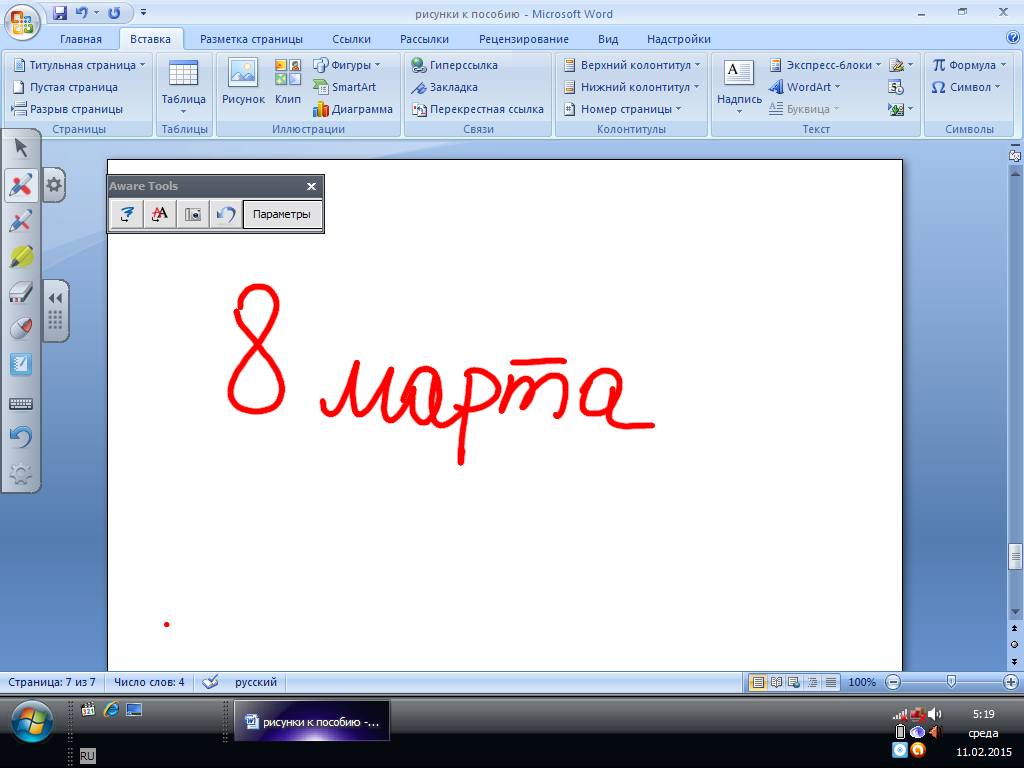 рисунки к пособию - Microsoft Word
Главная Вставка Разметка страницы Ссылки Рассылки Рецензирование Вид Надстройки
Титульная страница
Пустая страница
Разрыв страницы
Страницы
Таблица
Таблицы
Рисунок
Клип
Фигуры
SmartArt
Диаграмма
Иллюстрации
Гиперссылка
Закладка
Перекрестная ссылка
Связи
Верхний колонтитул
Нижний колонтитул
Номер страницы
Колонтитулы
Надпись
Экспресс-блоки
WordArt
Буквица
Текст
Формула
Символ
Символы
Aware Tools
Параметры
8 марта
Страница: 7 из 7 Число слов: 4 русский 100%
рисунки к пособию -...
RU
5:19
среда
11.02.2015